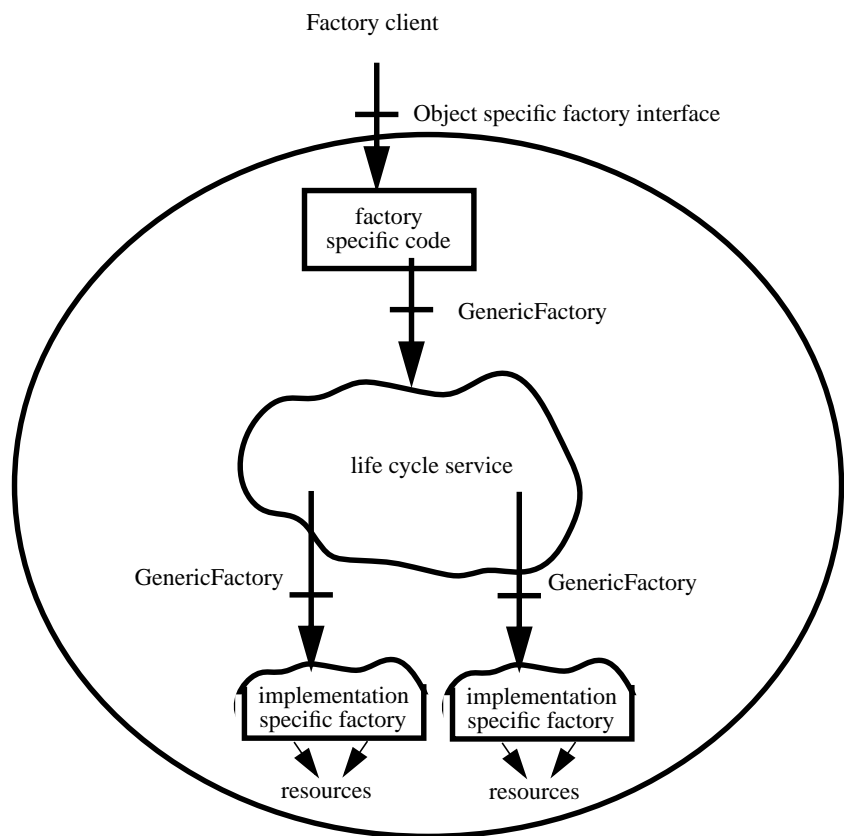 Factory client
Object specific factory interface
factory
specific code
GenericFactory
life cycle service
GenericFactory
GenericFactory
implementation
specific factory
implementation
specific factory
resources
resources